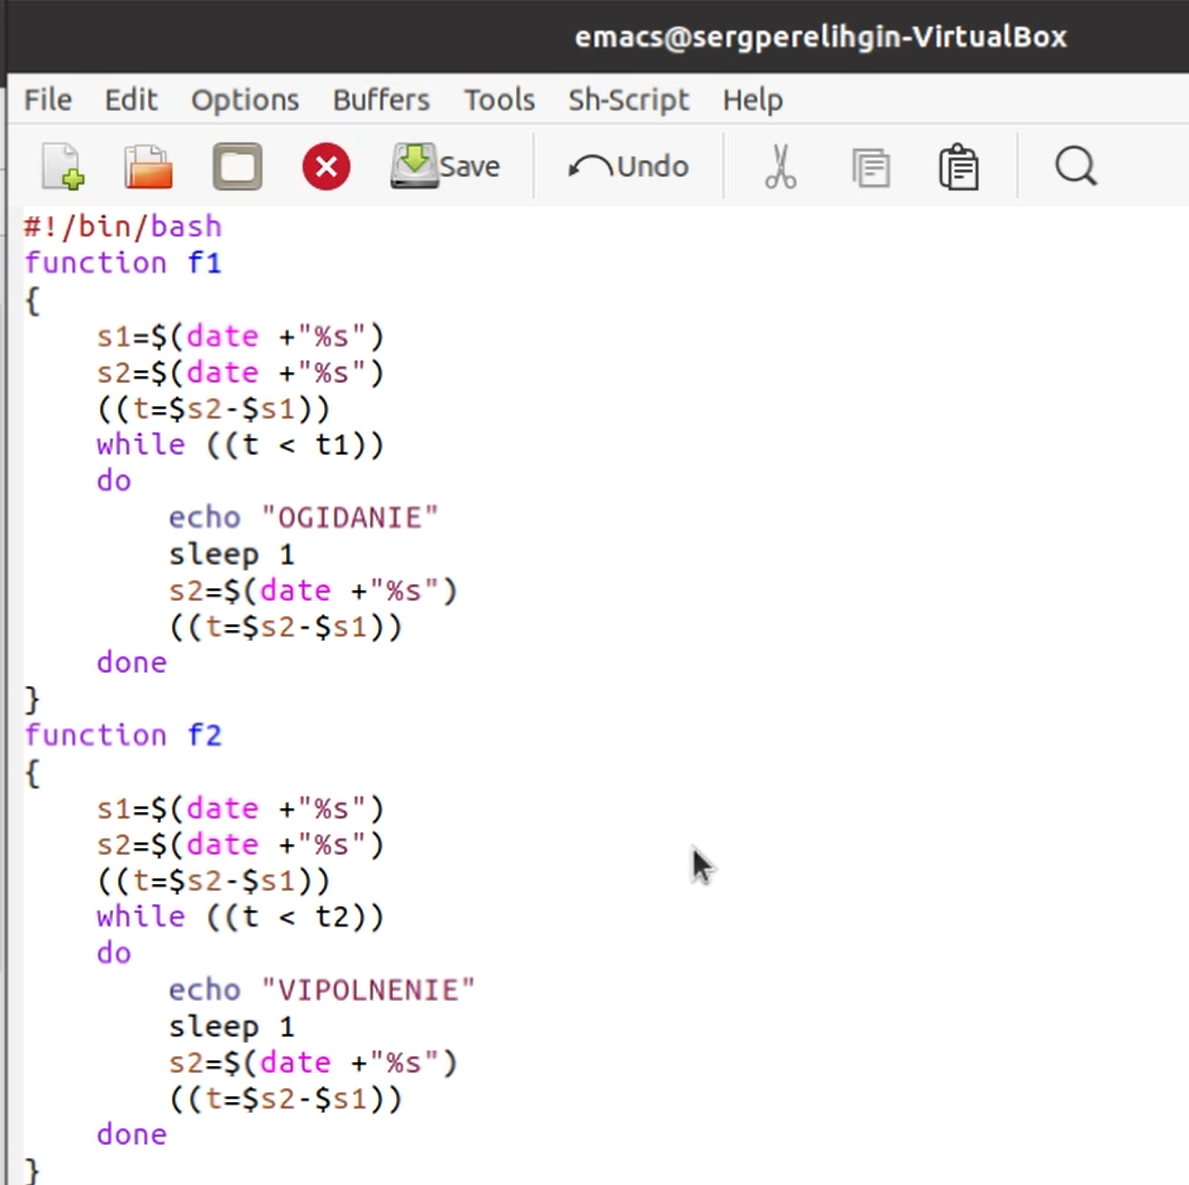 emacs@sergperelihgin-VirtualBox
File Edit Options Buffers Tools Sh-Script Help
Save Undo
#!/bin/bash
function f1
{
    s1=$(date +"%s")
    s2=$(date +"%s")
    ((t=$s2-$s1))
    while ((t < t1))
    do
        echo "OGIDANIE"
        sleep 1
        s2=$(date +"%s")
        ((t=$s2-$s1))
    done
}
function f2
{
    s1=$(date +"%s")
    s2=$(date +"%s")
    ((t=$s2-$s1))
    while ((t < t2))
    do
        echo "VIPOLNENIE"
        sleep 1
        s2=$(date +"%s")
        ((t=$s2-$s1))
    done
}